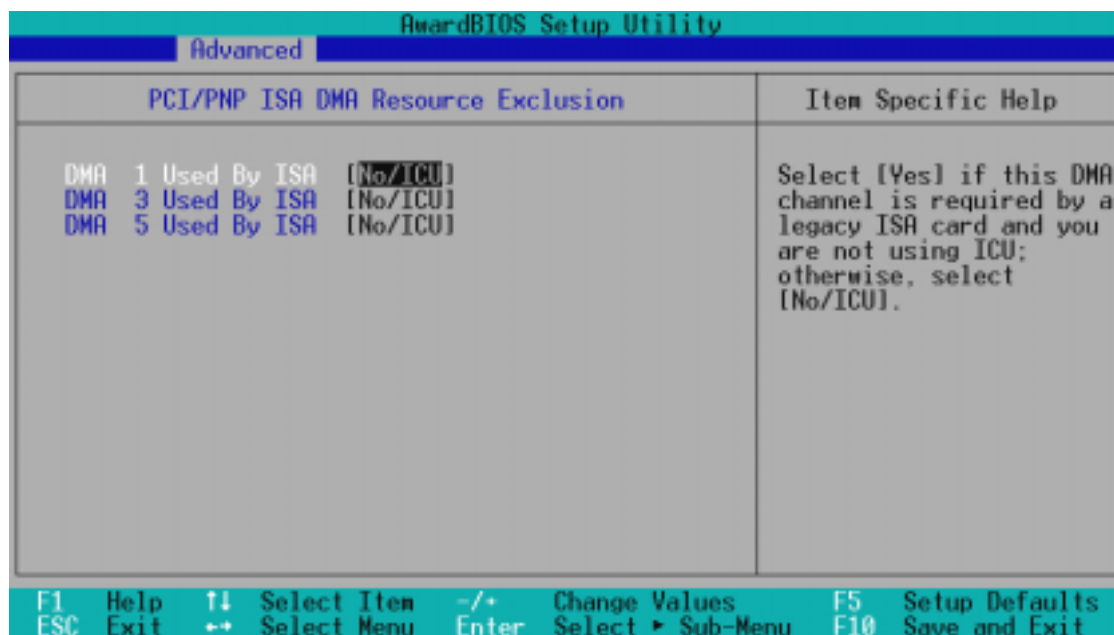 AwardBIOS Setup Utility
Advanced
PCI/PNP ISA DMA Resource Exclusion
Item Specific Help
DMA 1 Used By ISA [No/ICU]
DMA 3 Used By ISA [No/ICU]
DMA 5 Used By ISA [No/ICU]
Select [Yes] if this DMA
channel is required by a
legacy ISA card and you
are not using ICU;
otherwise, select
[No/ICU].
F1 Help ↑↓ Select Item -/+ Change Values F5 Setup Defaults
ESC Exit ←→ Select Menu Enter Select ► Sub-Menu F10 Save and Exit